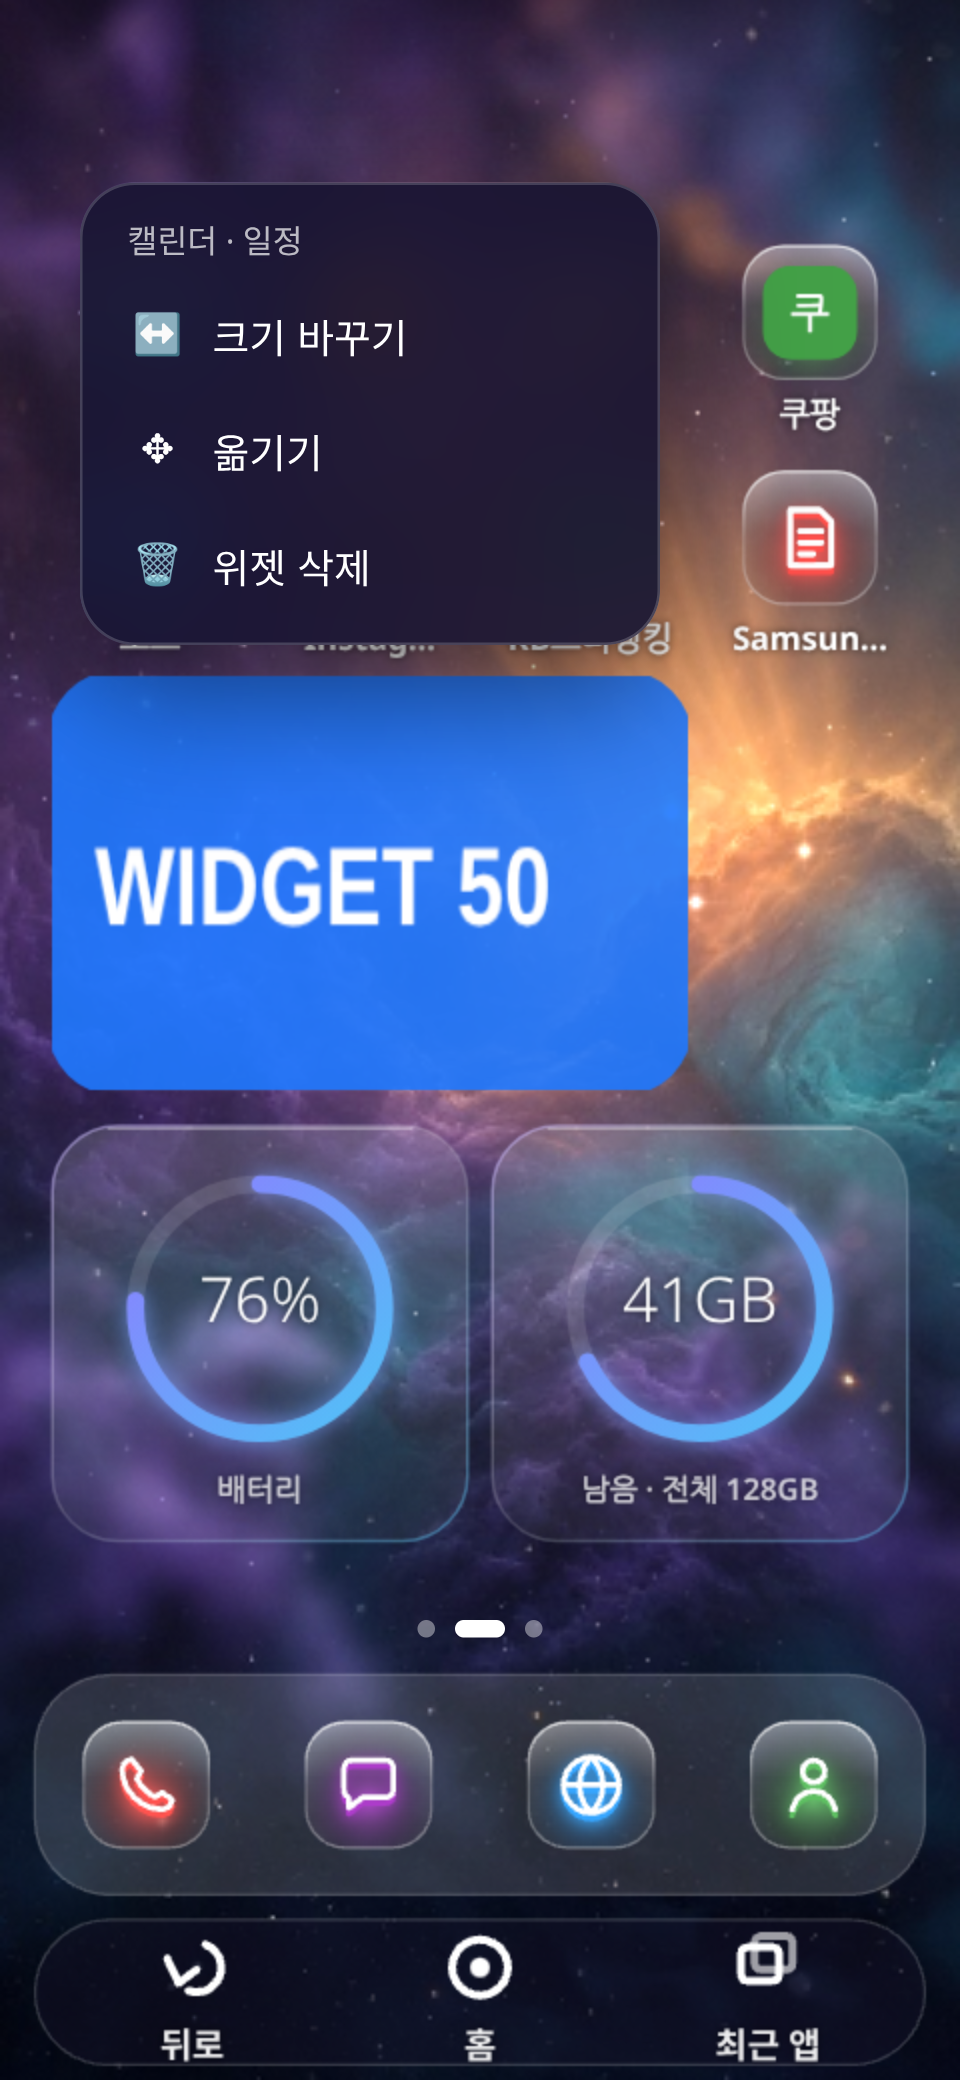 캘린더 · 일정
크기 바꾸기
옮기기
위젯 삭제
쿠
쿠팡
Samsun...
WIDGET 50
76%
배터리
41GB
남음 · 전체 128GB
뒤로
홈
최근 앱